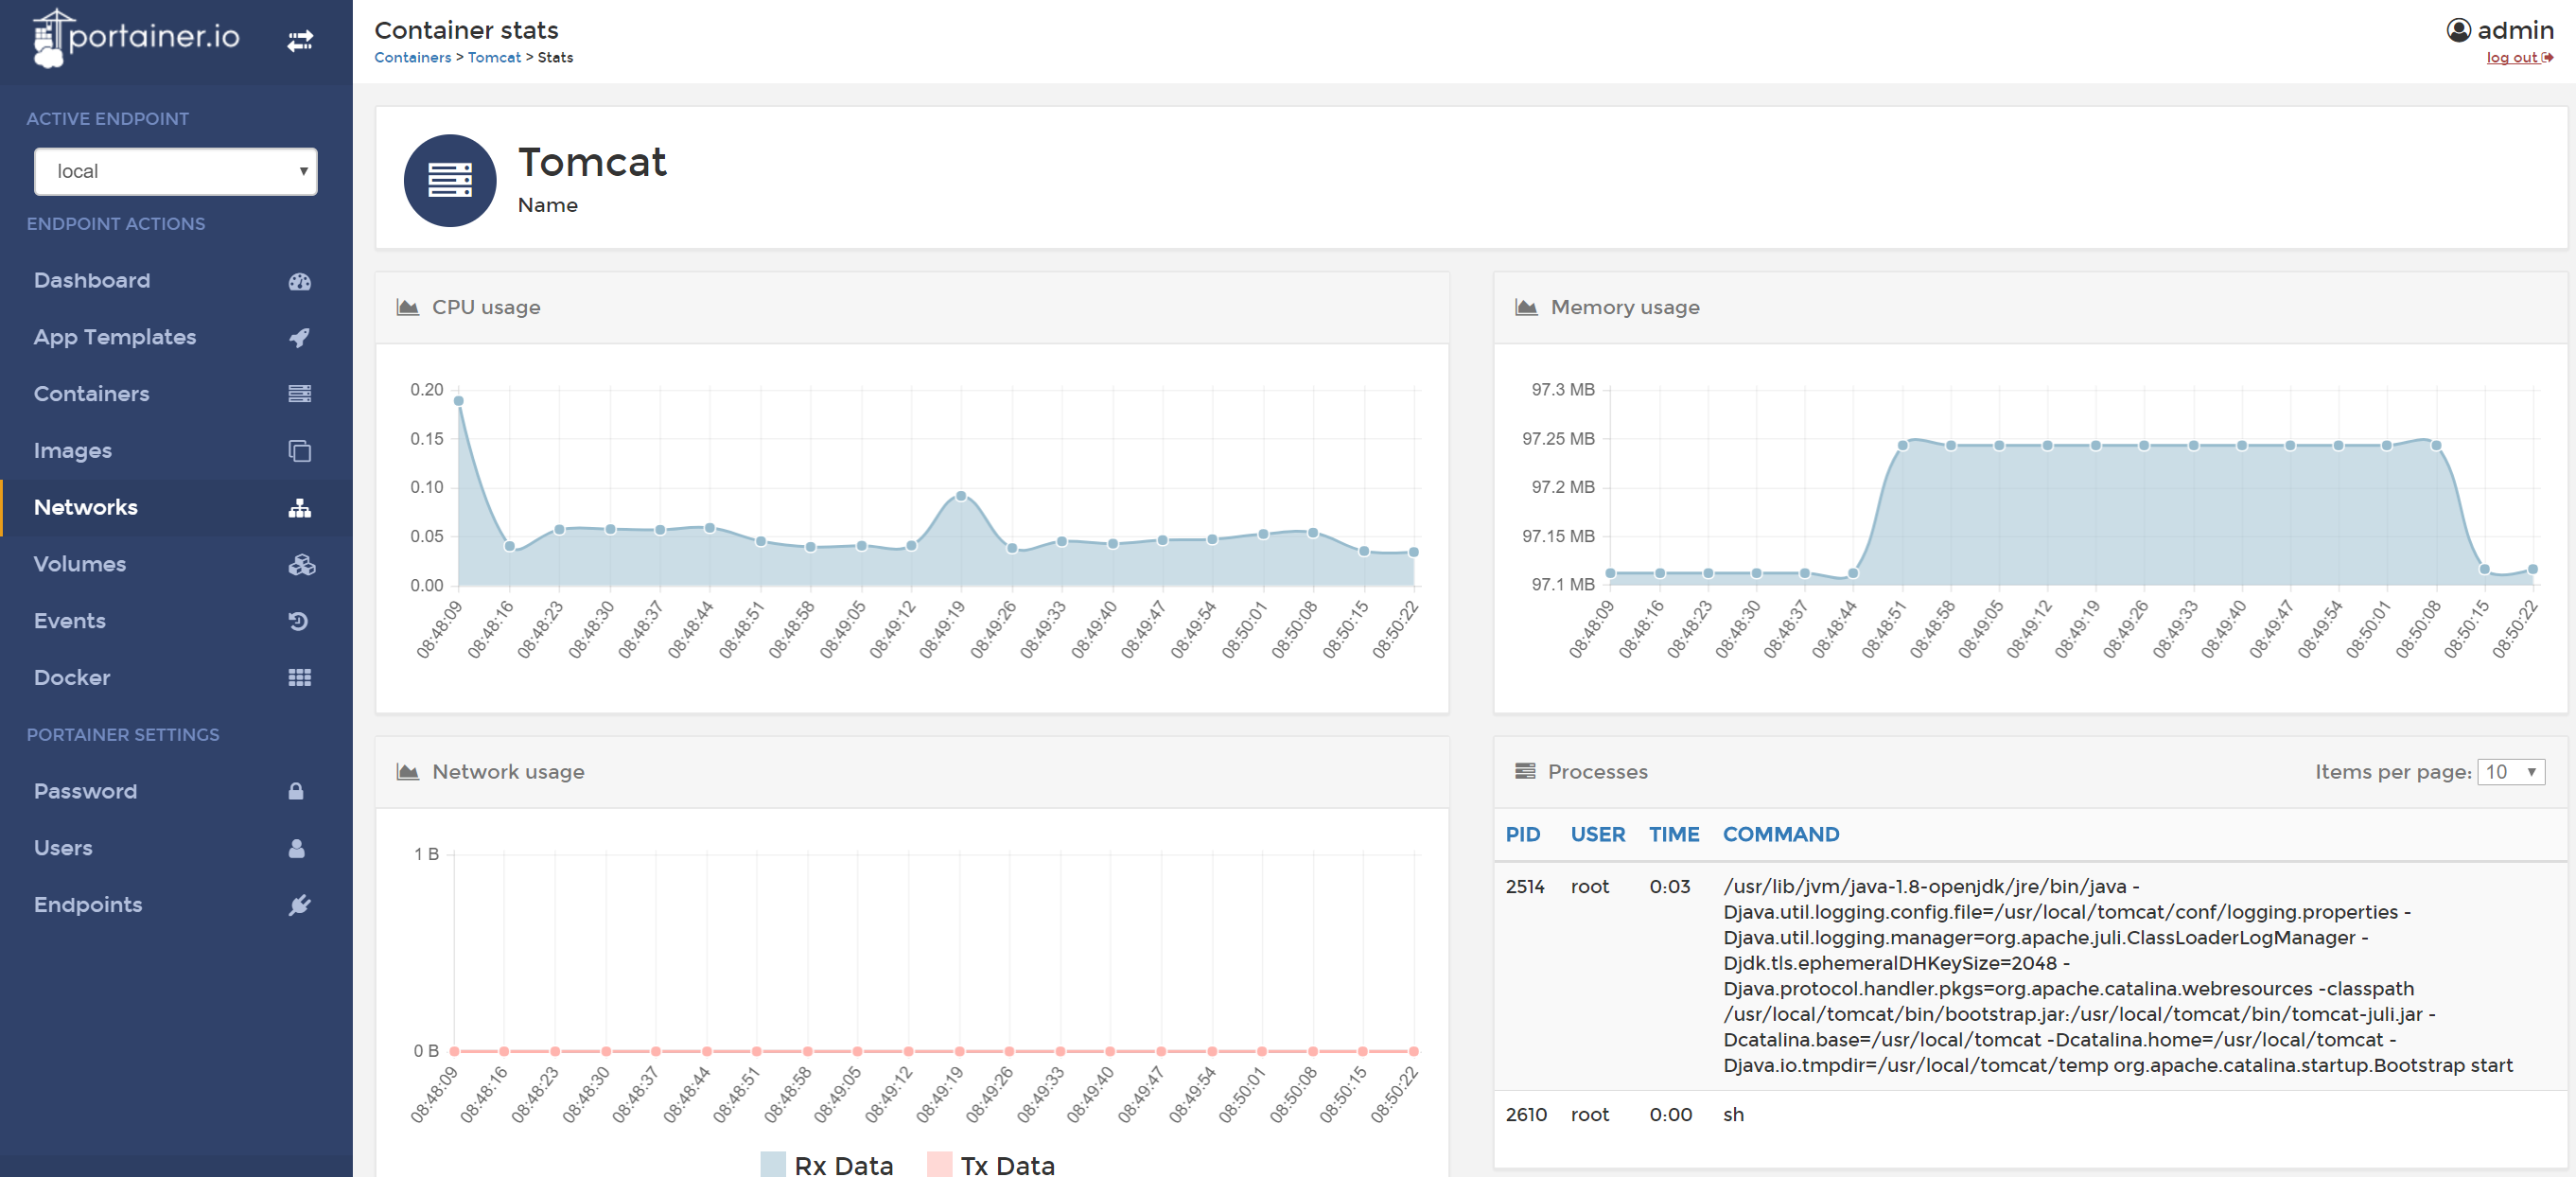 portainer.io
ACTIVE ENDPOINT
local
ENDPOINT ACTIONS
Dashboard
App Templates
Containers
Images
Networks
Volumes
Events
Docker
PORTAINER SETTINGS
Password
Users
Endpoints
Container stats
Containers > Tomcat > Stats
admin
log out
Tomcat
Name
CPU usage
0.20
0.15
0.10
0.05
0.00
08:48:09 08:48:16 08:48:23 08:48:30 08:48:37 08:48:44 08:48:51 08:48:58 08:49:05 08:49:12 08:49:19 08:49:26 08:49:33 08:49:40 08:49:47 08:49:54 08:50:01 08:50:08 08:50:15 08:50:22
Memory usage
97.3 MB
97.25 MB
97.2 MB
97.15 MB
97.1 MB
08:48:09 08:48:16 08:48:23 08:48:30 08:48:37 08:48:44 08:48:51 08:48:58 08:49:05 08:49:12 08:49:19 08:49:26 08:49:33 08:49:40 08:49:47 08:49:54 08:50:01 08:50:08 08:50:15 08:50:22
Network usage
1 B
0 B
08:48:09 08:48:16 08:48:23 08:48:30 08:48:37 08:48:44 08:48:51 08:48:58 08:49:05 08:49:12 08:49:19 08:49:26 08:49:33 08:49:40 08:49:47 08:49:54 08:50:01 08:50:08 08:50:15 08:50:22
Rx Data Tx Data
Processes
Items per page: 10
PID USER TIME COMMAND
2514 root 0:03 /usr/lib/jvm/java-1.8-openjdk/jre/bin/java -
Djava.util.logging.config.file=/usr/local/tomcat/conf/logging.properties -
Djava.util.logging.manager=org.apache.juli.ClassLoaderLogManager -
Djdk.tls.ephemeralDHKeySize=2048 -
Djava.protocol.handler.pkgs=org.apache.catalina.webresources -classpath
/usr/local/tomcat/bin/bootstrap.jar:/usr/local/tomcat/bin/tomcat-juli.jar -
Dcatalina.base=/usr/local/tomcat -Dcatalina.home=/usr/local/tomcat -
Djava.io.tmpdir=/usr/local/tomcat/temp org.apache.catalina.startup.Bootstrap start
2610 root 0:00 sh